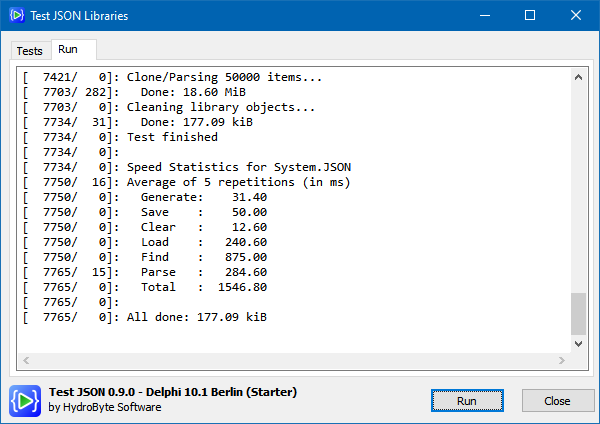 Test JSON Libraries
Tests Run
[  7421/   0]: Clone/Parsing 50000 items...
[  7703/ 282]:   Done: 18.60 MiB
[  7703/   0]: Cleaning library objects...
[  7734/  31]:   Done: 177.09 kiB
[  7734/   0]: Test finished
[  7734/   0]:
[  7734/   0]: Speed Statistics for System.JSON
[  7750/  16]: Average of 5 repetitions (in ms)
[  7750/   0]:   Generate:    31.40
[  7750/   0]:   Save    :    50.00
[  7750/   0]:   Clear   :    12.60
[  7750/   0]:   Load    :   240.60
[  7750/   0]:   Find    :   875.00
[  7765/  15]:   Parse   :   284.60
[  7765/   0]:   Total   :  1546.80
[  7765/   0]:
[  7765/   0]: All done: 177.09 kiB
Test JSON 0.9.0 - Delphi 10.1 Berlin (Starter)
by HydroByte Software
Run Close